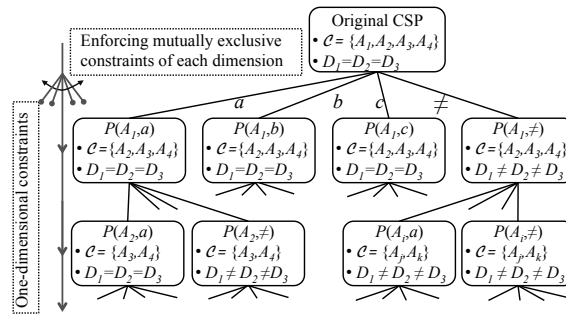 Original CSP
• C = {A₁,A₂,A₃,A₄}
• D₁=D₂=D₃
Enforcing mutually exclusive
constraints of each dimension
One-dimensional constraints
a
b
c
≠
P(A₁,a)
• C = {A₂,A₃,A₄}
• D₁=D₂=D₃
P(A₁,b)
• C = {A₂,A₃,A₄}
• D₁=D₂=D₃
P(A₁,c)
• C = {A₂,A₃,A₄}
• D₁=D₂=D₃
P(A₁,≠)
• C = {A₂,A₃,A₄}
• D₁ ≠ D₂ ≠ D₃
P(A₂,a)
• C = {A₃,A₄}
• D₁=D₂=D₃
P(A₂,≠)
• C = {A₃,A₄}
• D₁ ≠ D₂ ≠D₃
P(Aᵢ,a)
• C = {Aⱼ,Aₖ}
• D₁ ≠ D₂ ≠ D₃
P(Aᵢ,≠)
• C = {Aⱼ,Aₖ}
• D₁ ≠ D₂ ≠ D₃